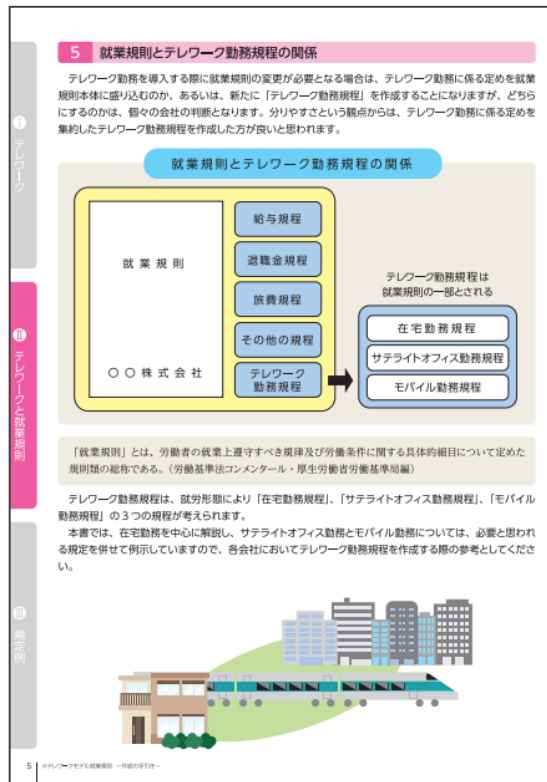 5 就業規則とテレワーク勤務規程の関係
テレワーク勤務を導入する際に就業規則の変更が必要となる場合は、テレワーク勤務に係る定めを就業
規則本体に盛り込むのか、あるいは、新たに「テレワーク勤務規程」を作成することになりますが、どちら
にするのかは、個々の会社の判断となります。分りやすさという観点からは、テレワーク勤務に係る定めを
集約したテレワーク勤務規程を作成した方が良いと思われます。
就業規則とテレワーク勤務規程の関係
就業規則
〇〇株式会社
給与規程
退職金規程
旅費規程
その他の規程
テレワーク
勤務規程
テレワーク勤務規程は
就業規則の一部とされる
在宅勤務規程
サテライトオフィス勤務規程
モバイル勤務規程
「就業規則」とは、労働者の就業上遵守すべき規律及び労働条件に関する具体的細目について定めた
規則類の総称である。(労働基準法コンメンタール・厚生労働省労働基準局編)
テレワーク勤務規程は、就労形態により「在宅勤務規程」、「サテライトオフィス勤務規程」、「モバイル
勤務規程」の3つの規程が考えられます。
本書では、在宅勤務を中心に解説し、サテライトオフィス勤務とモバイル勤務については、必要と思われ
る規定を併せて例示していますので、各会社においてテレワーク勤務規程を作成する際の参考としてくださ
い。
Ⅰ テレワーク
Ⅱ テレワークと就業規則
Ⅲ 規定例
5 ※テレワークモデル就業規則 ～作成の手引き～